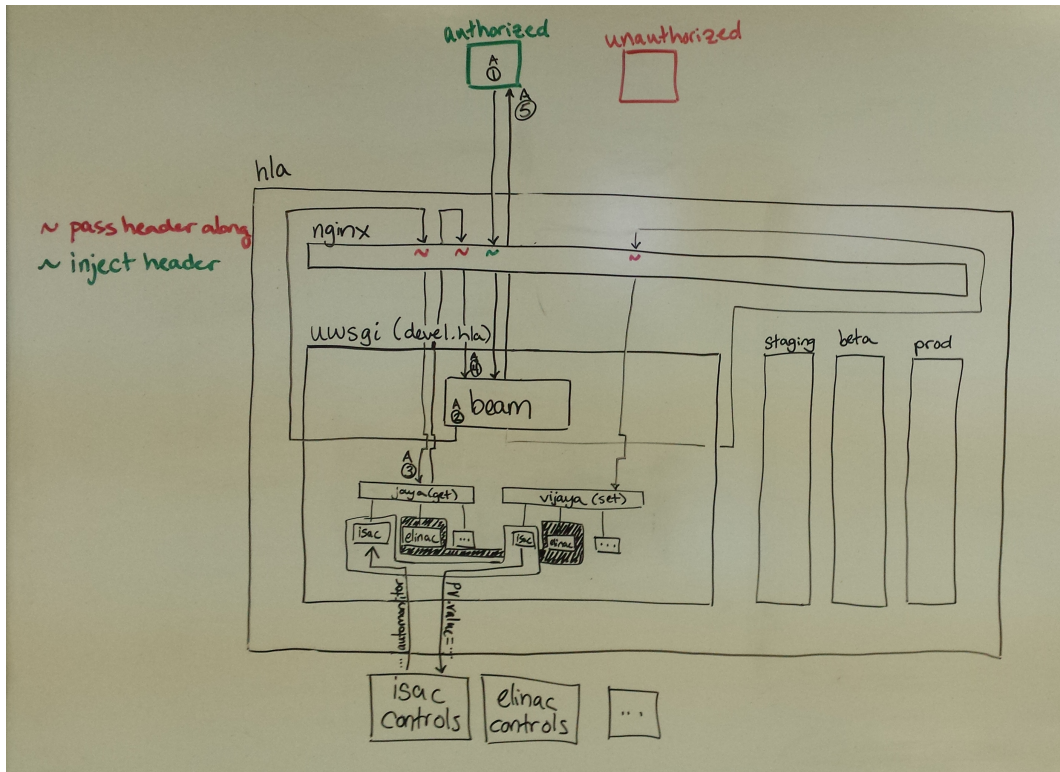 authorized
unauthorized
A
①
A
⑤
hla
~ pass header along
~ inject header
nginx
~ ~ ~ ~
uwsgi (devel.hla)
staging
beta
prod
A
④
A
②
beam
A
③
jaya(get)
vijaya (set)
isac
elinac
...
isac
elinac
...
PV.value=...
isac
controls
elinac
controls
...